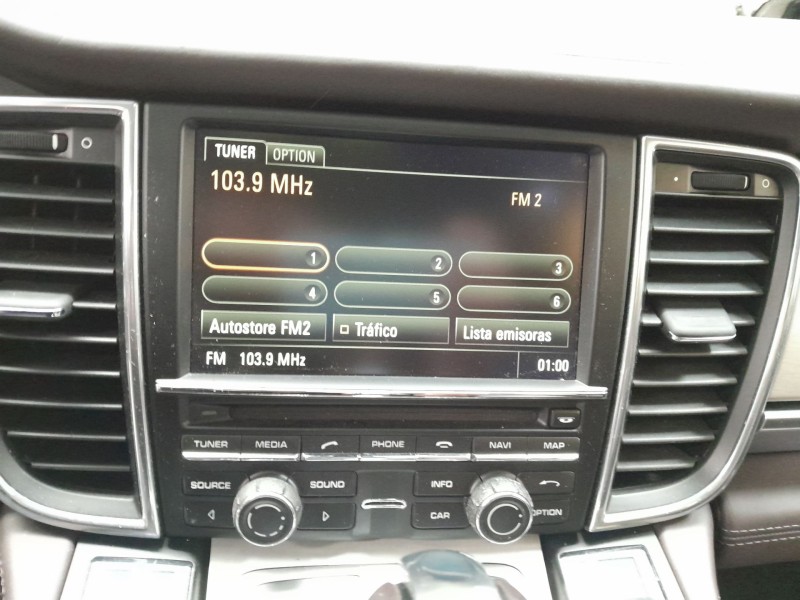 TUNER OPTION
103.9 MHz FM 2
1 2 3
4 5 6
Autostore FM2 Tráfico Lista emisoras
FM 103.9 MHz 01:00
TUNER MEDIA PHONE NAVI MAP
SOURCE SOUND INFO
CAR OPTION